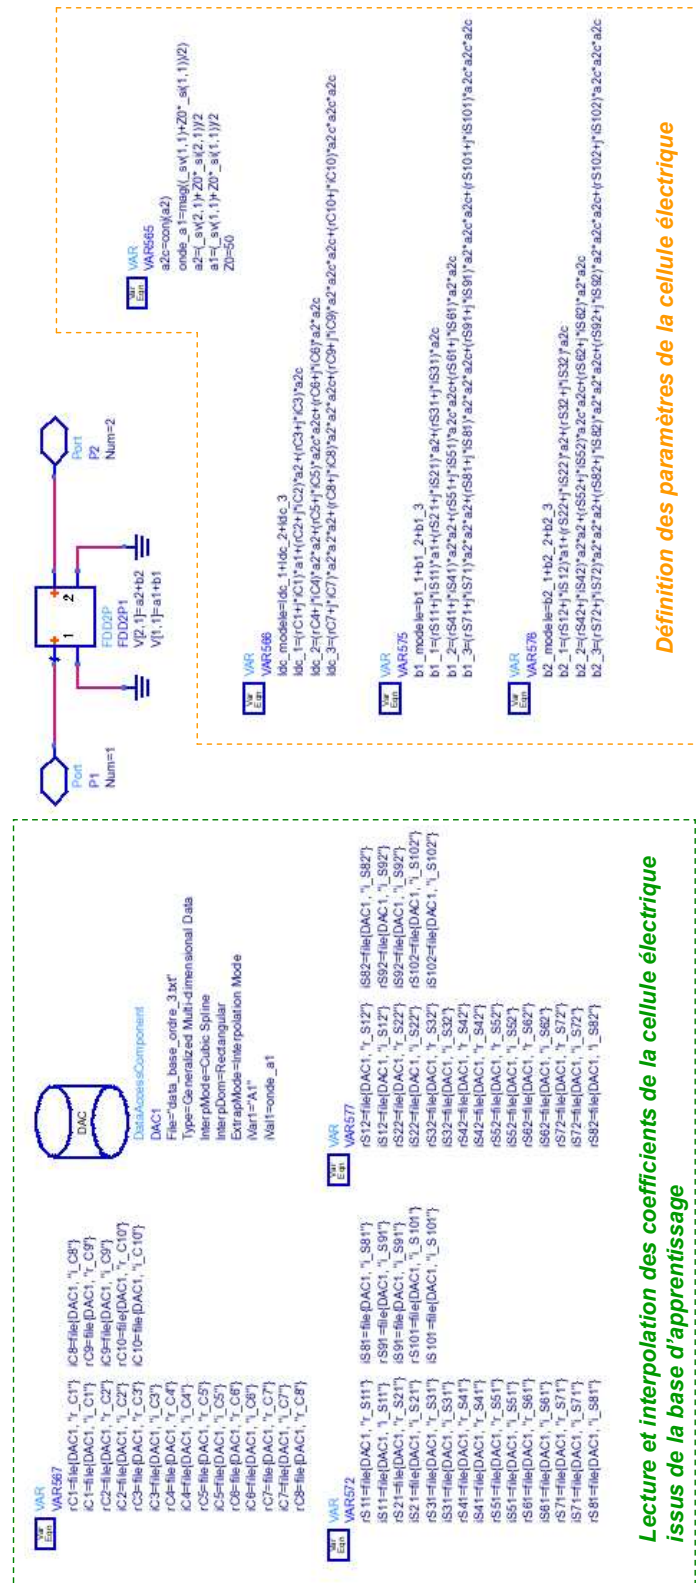 VAR
VAR567
rC1=file{DAC1, "r_C1"}
iC1=file{DAC1, "i_C1"}
rC2=file{DAC1, "r_C2"}
iC2=file{DAC1, "i_C2"}
rC3=file{DAC1, "r_C3"}
iC3=file{DAC1, "i_C3"}
rC4=file{DAC1, "r_C4"}
iC4=file{DAC1, "i_C4"}
rC5=file{DAC1, "r_C5"}
iC5=file{DAC1, "i_C5"}
rC6=file{DAC1, "r_C6"}
iC6=file{DAC1, "i_C6"}
rC7=file{DAC1, "r_C7"}
iC7=file{DAC1, "i_C7"}
rC8=file{DAC1, "r_C8"}
iC8=file{DAC1, "i_C8"}
rC9=file{DAC1, "r_C9"}
iC9=file{DAC1, "i_C9"}
rC10=file{DAC1, "r_C10"}
iC10=file{DAC1, "i_C10"}
DAC
DataAccessComponent
DAC1
File="data_base_ordre_3.txt"
Type=Generalized Multi-dimensional Data
InterpMode=Cubic Spline
InterpDom=Rectangular
ExtrapMode=Interpolation Mode
iVar1="A1"
iVal1=onde_a1
VAR
VAR572
rS11=file{DAC1, "r_S11"}
iS11=file{DAC1, "i_S11"}
rS21=file{DAC1, "r_S21"}
iS21=file{DAC1, "i_S21"}
rS31=file{DAC1, "r_S31"}
iS31=file{DAC1, "i_S31"}
rS41=file{DAC1, "r_S41"}
iS41=file{DAC1, "i_S41"}
rS51=file{DAC1, "r_S51"}
iS51=file{DAC1, "i_S51"}
rS61=file{DAC1, "r_S61"}
iS61=file{DAC1, "i_S61"}
rS71=file{DAC1, "r_S71"}
iS71=file{DAC1, "i_S71"}
rS81=file{DAC1, "r_S81"}
iS81=file{DAC1, "i_S81"}
rS91=file{DAC1, "r_S91"}
iS91=file{DAC1, "i_S91"}
rS101=file{DAC1, "r_S101"}
iS101=file{DAC1, "i_S101"}
VAR
VAR577
rS12=file{DAC1, "r_S12"}
iS12=file{DAC1, "i_S12"}
rS22=file{DAC1, "r_S22"}
iS22=file{DAC1, "i_S22"}
rS32=file{DAC1, "r_S32"}
iS32=file{DAC1, "i_S32"}
rS42=file{DAC1, "r_S42"}
iS42=file{DAC1, "i_S42"}
rS52=file{DAC1, "r_S52"}
iS52=file{DAC1, "i_S52"}
rS62=file{DAC1, "r_S62"}
iS62=file{DAC1, "i_S62"}
rS72=file{DAC1, "r_S72"}
iS72=file{DAC1, "i_S72"}
rS82=file{DAC1, "r_S82"}
iS82=file{DAC1, "i_S82"}
rS92=file{DAC1, "r_S92"}
iS92=file{DAC1, "i_S92"}
rS102=file{DAC1, "r_S102"}
iS102=file{DAC1, "i_S102"}
Lecture et interpolation des coefficients de la cellule électrique
issus de la base d'apprentissage
Port
P1
Num=1
1
2
FDD2P
FDD2P1
V[2,1]=a2+b2
V[1,1]=a1+b1
Port
P2
Num=2
VAR
VAR565
a2c=conj(a2)
onde_a1=mag((_sv(1,1)+Z0*_si(1,1))/2)
a2=(_sv(2,1)+Z0*_si(2,1))/2
a1=(_sv(1,1)+Z0*_si(1,1))/2
Z0=50
VAR
VAR566
Idc_modele=Idc_1+Idc_2+Idc_3
Idc_1=(rC1+j*iC1)*a1+(rC2+j*iC2)*a2+(rC3+j*iC3)*a2c
Idc_2=(rC4+j*iC4)*a2*a2+(rC5+j*iC5)*a2c*a2c+(rC6+j*iC6)*a2*a2c
Idc_3=(rC7+j*iC7)*a2*a2*a2+(rC8+j*iC8)*a2*a2*a2c+(rC9+j*iC9)*a2*a2c*a2c+(rC10+j*iC10)*a2c*a2c*a2c
VAR
VAR575
b1_modele=b1_1+b1_2+b1_3
b1_1=(rS11+j*iS11)*a1+(rS21+j*iS21)*a2+(rS31+j*iS31)*a2c
b1_2=(rS41+j*iS41)*a2*a2+(rS51+j*iS51)*a2c*a2c+(rS61+j*iS61)*a2*a2c
b1_3=(rS71+j*iS71)*a2*a2*a2+(rS81+j*iS81)*a2*a2*a2c+(rS91+j*iS91)*a2*a2c*a2c+(rS101+j*iS101)*a2c*a2c*a2c
VAR
VAR576
b2_modele=b2_1+b2_2+b2_3
b2_1=(rS12+j*iS12)*a1+(rS22+j*iS22)*a2+(rS32+j*iS32)*a2c
b2_2=(rS42+j*iS42)*a2*a2+(rS52+j*iS52)*a2c*a2c+(rS62+j*iS62)*a2*a2c
b2_3=(rS72+j*iS72)*a2*a2*a2+(rS82+j*iS82)*a2*a2*a2c+(rS92+j*iS92)*a2*a2c*a2c+(rS102+j*iS102)*a2c*a2c*a2c
Définition des paramètres de la cellule électrique